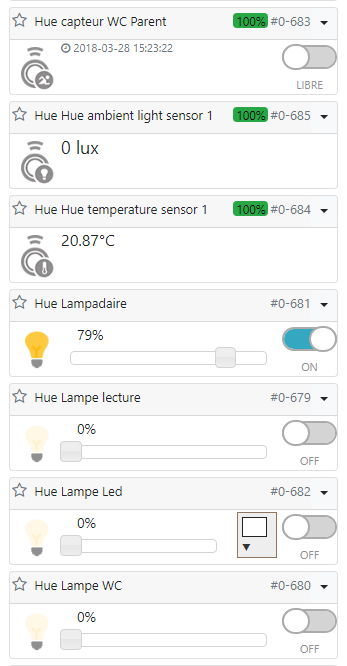 Hue capteur WC Parent 100% #0-683
2018-03-28 15:23:22
LIBRE
Hue Hue ambient light sensor 1 100% #0-685
0 lux
Hue Hue temperature sensor 1 100% #0-684
20.87°C
Hue Lampadaire #0-681
79%
ON
Hue Lampe lecture #0-679
0%
OFF
Hue Lampe Led #0-682
0%
OFF
Hue Lampe WC #0-680
0%
OFF